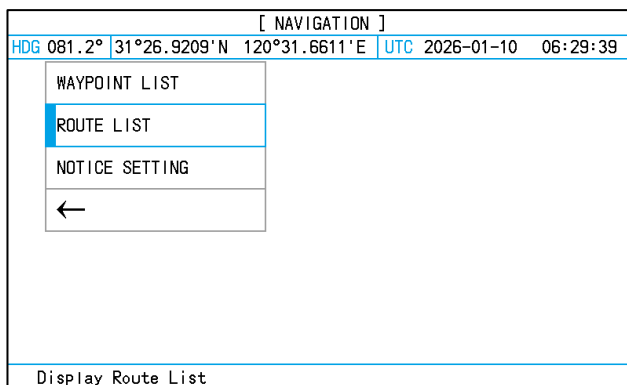 [ NAVIGATION ]
HDG 081.2° 31°26.9209'N 120°31.6611'E UTC 2026-01-10 06:29:39
WAYPOINT LIST
ROUTE LIST
NOTICE SETTING
←
Display Route List